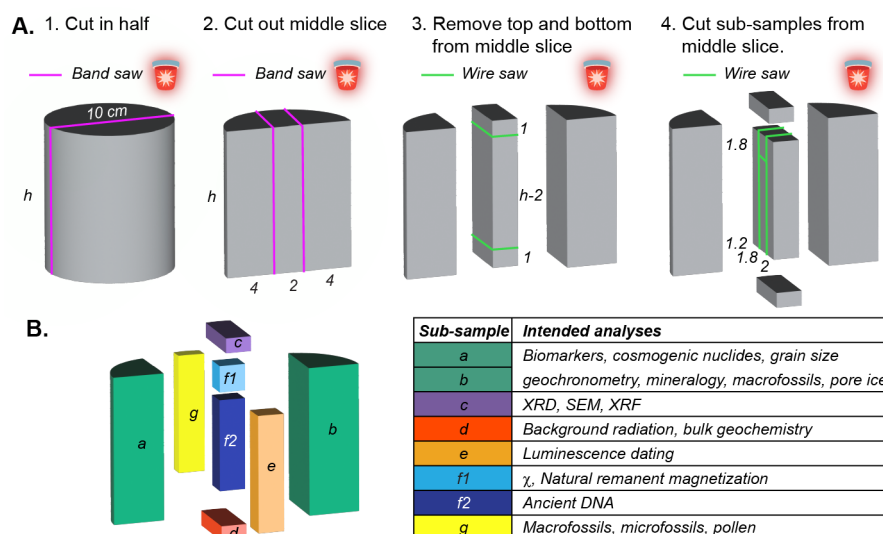 A. 1. Cut in half
2. Cut out middle slice
3. Remove top and bottom
from middle slice
4. Cut sub-samples from
middle slice.
Band saw
Band saw
Wire saw
Wire saw
10 cm
h
h
4
2
4
1
h-2
1
1.8
1.2
1.8
2
B.
a
g
c
f1
f2
e
d
b
Sub-sample Intended analyses
a Biomarkers, cosmogenic nuclides, grain size
b geochronometry, mineralogy, macrofossils, pore ice
c XRD, SEM, XRF
d Background radiation, bulk geochemistry
e Luminescence dating
f1 χ, Natural remanent magnetization
f2 Ancient DNA
g Macrofossils, microfossils, pollen